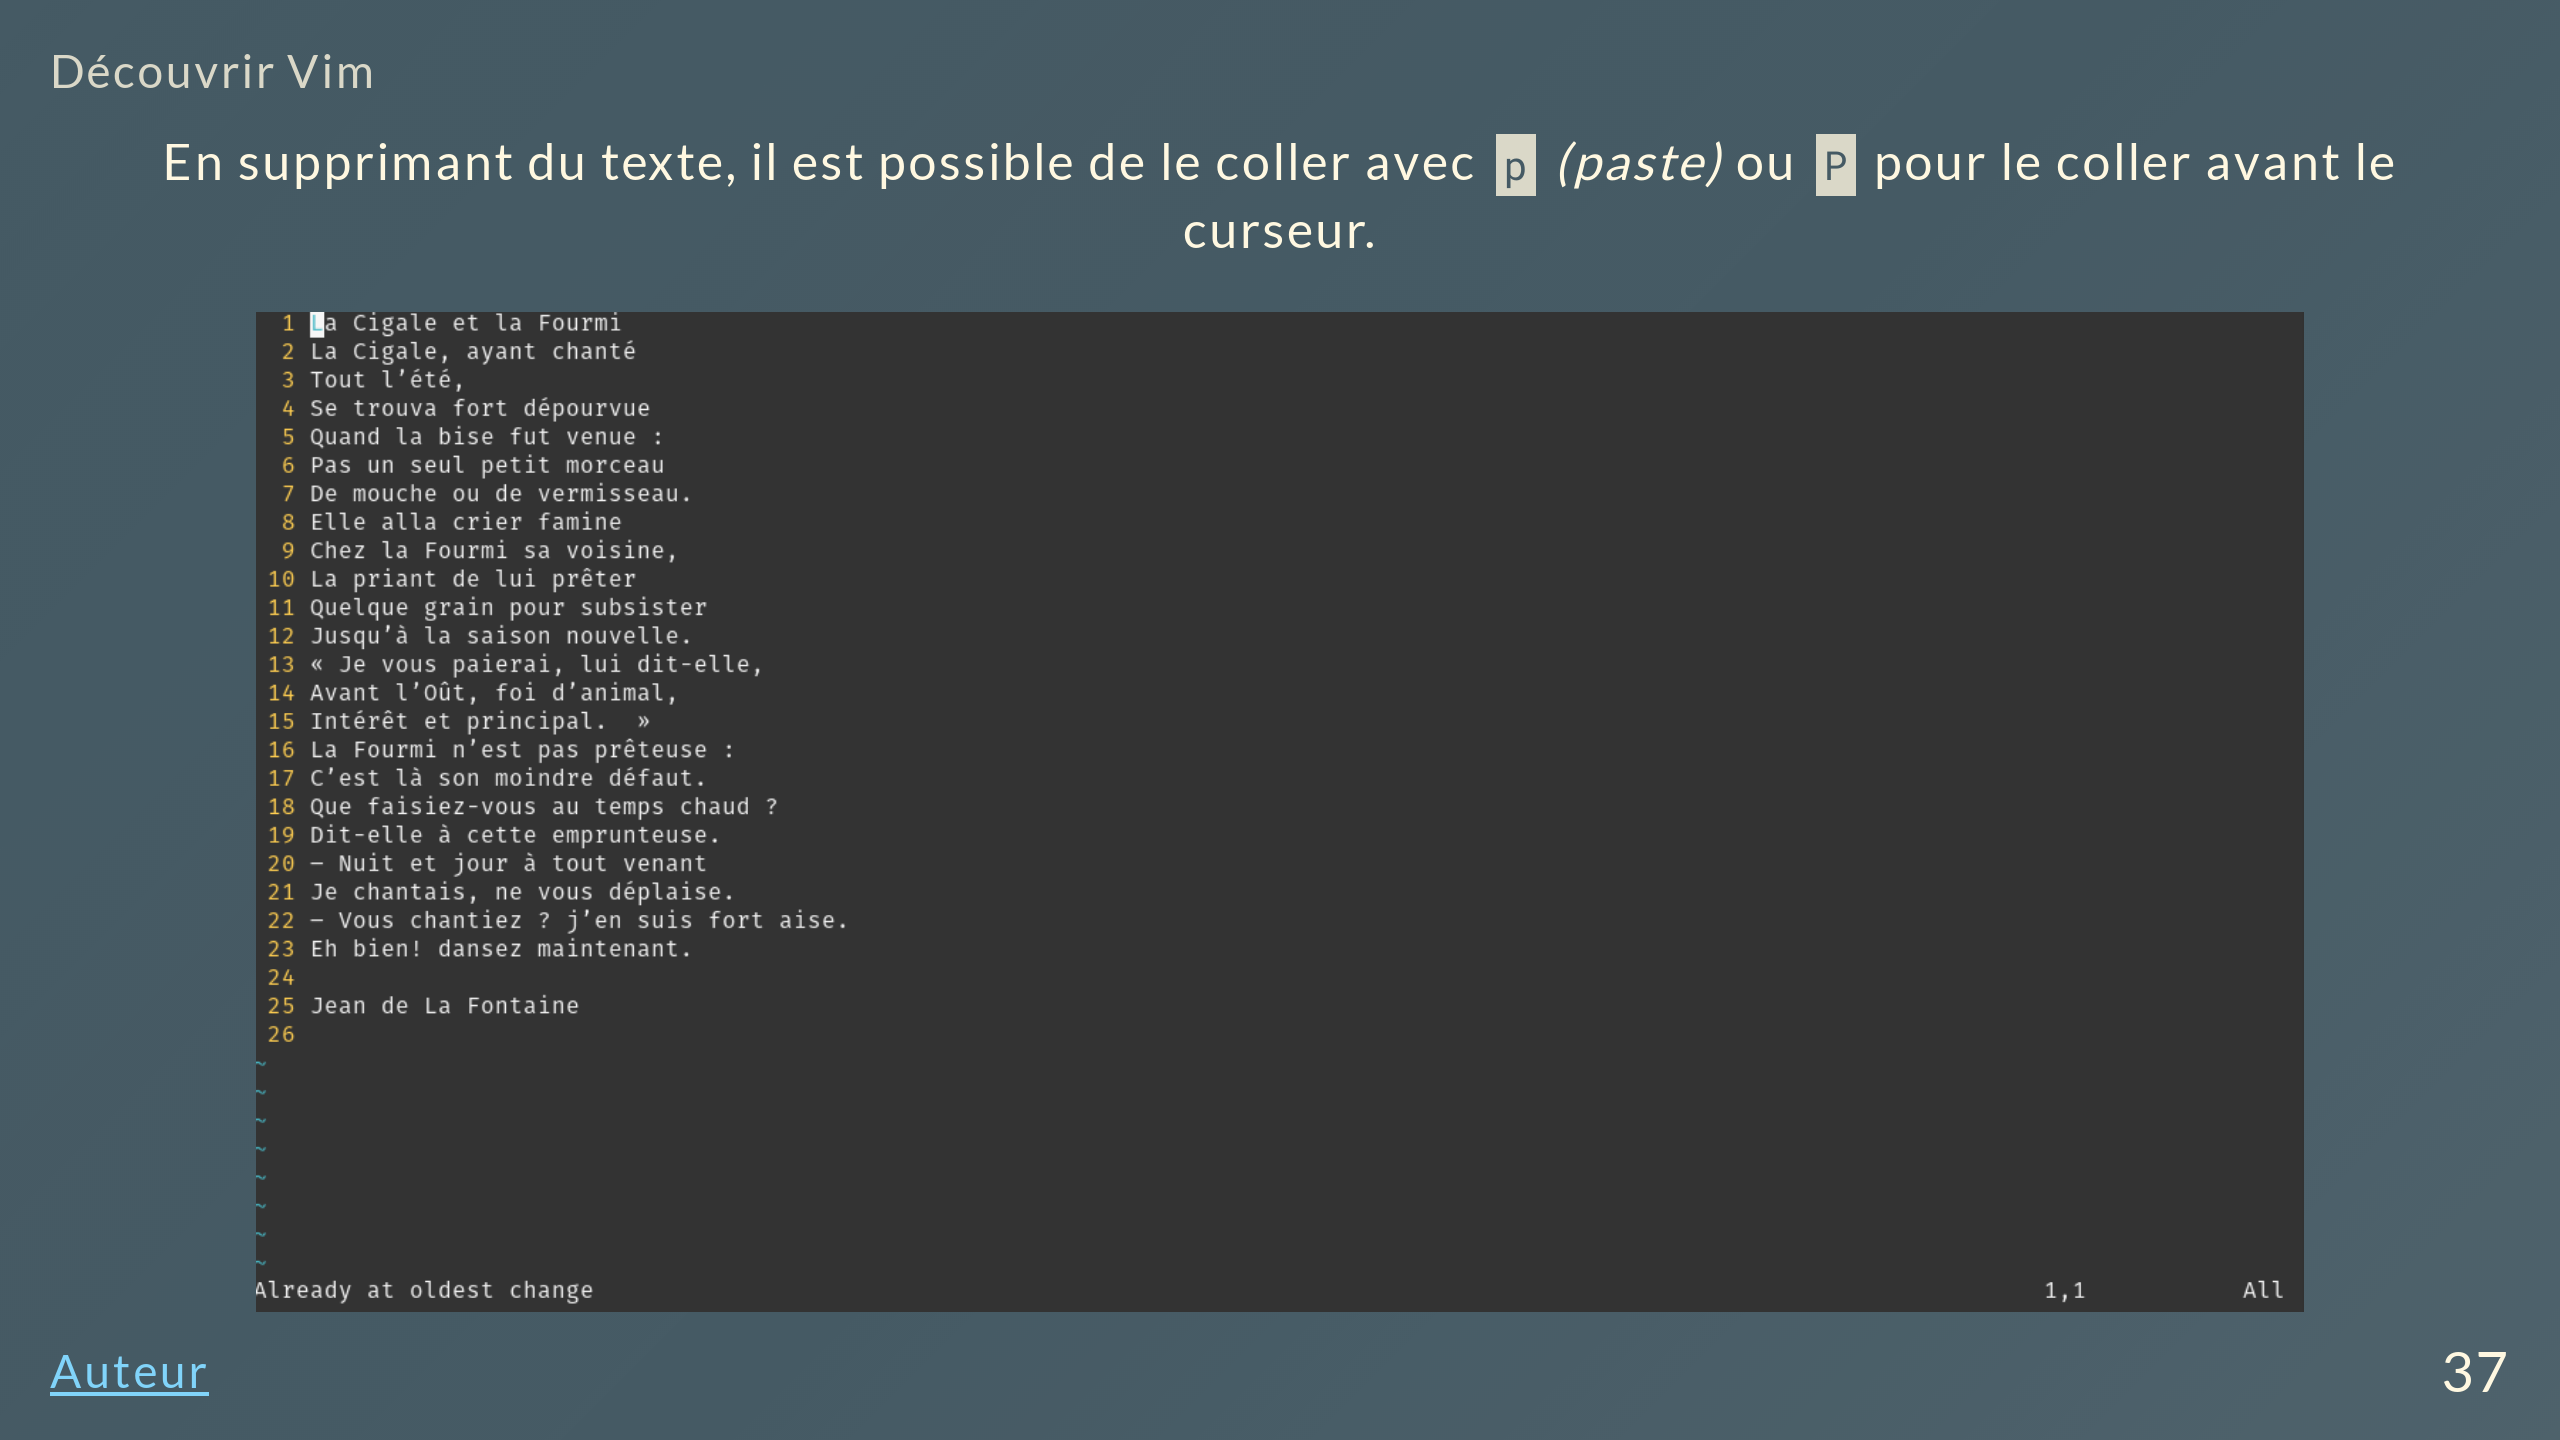 Découvrir Vim
En supprimant du texte, il est possible de le coller avec p (paste) ou P pour le coller avant le
curseur.
1 La Cigale et la Fourmi
2 La Cigale, ayant chanté
3 Tout l’été,
4 Se trouva fort dépourvue
5 Quand la bise fut venue :
6 Pas un seul petit morceau
7 De mouche ou de vermisseau.
8 Elle alla crier famine
9 Chez la Fourmi sa voisine,
10 La priant de lui prêter
11 Quelque grain pour subsister
12 Jusqu’à la saison nouvelle.
13 « Je vous paierai, lui dit-elle,
14 Avant l’Oût, foi d’animal,
15 Intérêt et principal.  »
16 La Fourmi n’est pas prêteuse :
17 C’est là son moindre défaut.
18 Que faisiez-vous au temps chaud ?
19 Dit-elle à cette emprunteuse.
20 — Nuit et jour à tout venant
21 Je chantais, ne vous déplaise.
22 — Vous chantiez ? j’en suis fort aise.
23 Eh bien! dansez maintenant.
24
25 Jean de La Fontaine
26
~
~
~
~
~
~
~
~
Already at oldest change 1,1 All
Auteur
37